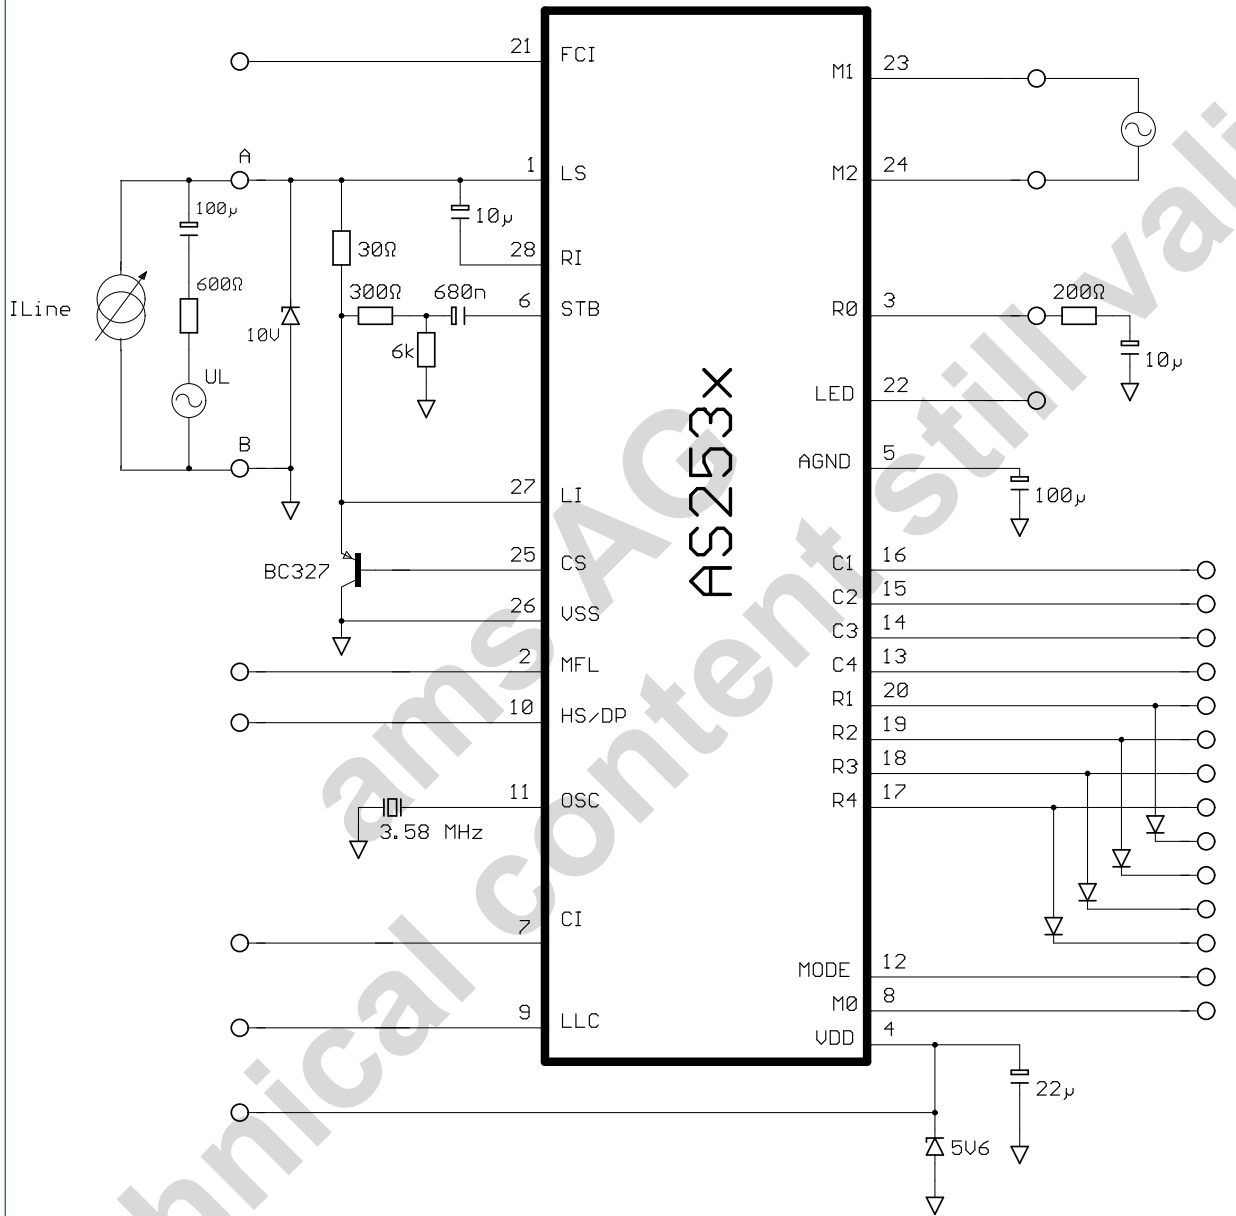 21
FCI
M1
23
A
1
LS
M2
24
100µ
10µ
30Ω
28
RI
600Ω
300Ω
680n
6
STB
R0
3
200Ω
ILine
10V
6k
10µ
UL
LED
22
B
AGND
5
27
LI
100µ
AS253x
BC327
25
CS
C1
16
26
VSS
C2
15
C3
14
2
MFL
C4
13
10
HS/DP
R1
20
R2
19
R3
18
11
OSC
R4
17
3.58 MHz
7
CI
MODE
12
9
LLC
M0
8
VDD
4
22µ
5V6
ams AG
hnical content still vali